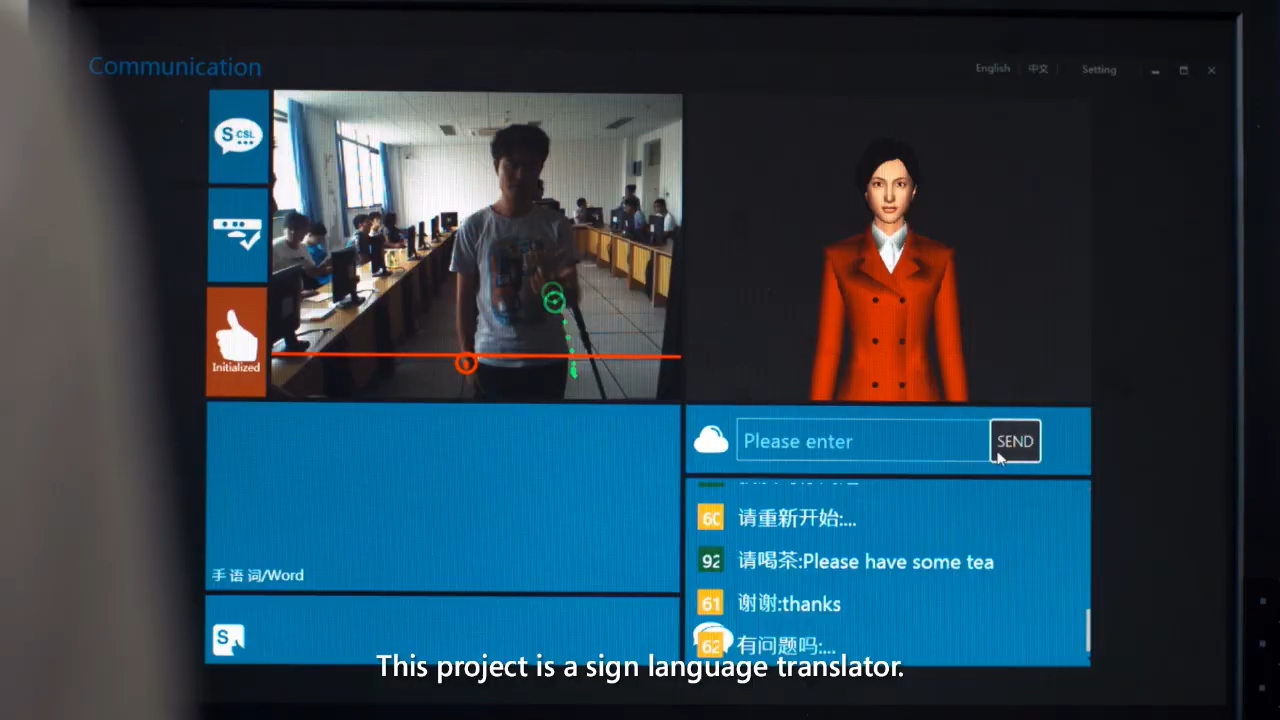 Communication
English
中文
Setting
S CSL
Initialized
Please enter
SEND
60 请重新开始:...
92 请喝茶:Please have some tea
61 谢谢:thanks
62 有问题吗:...
手语词/Word
S
This project is a sign language translator.